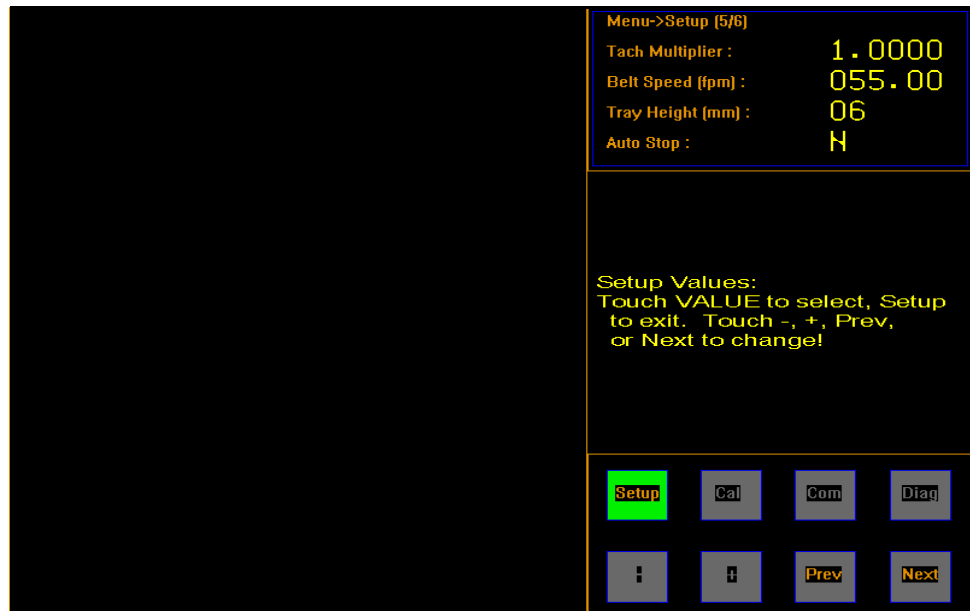 Menu->Setup (5/6)
Tach Multiplier : 1.0000
Belt Speed (fpm) : 055.00
Tray Height (mm) : 06
Auto Stop : N
Setup Values:
Touch VALUE to select, Setup
to exit. Touch -, +, Prev,
or Next to change!
Setup Cal Com Diag
- + Prev Next